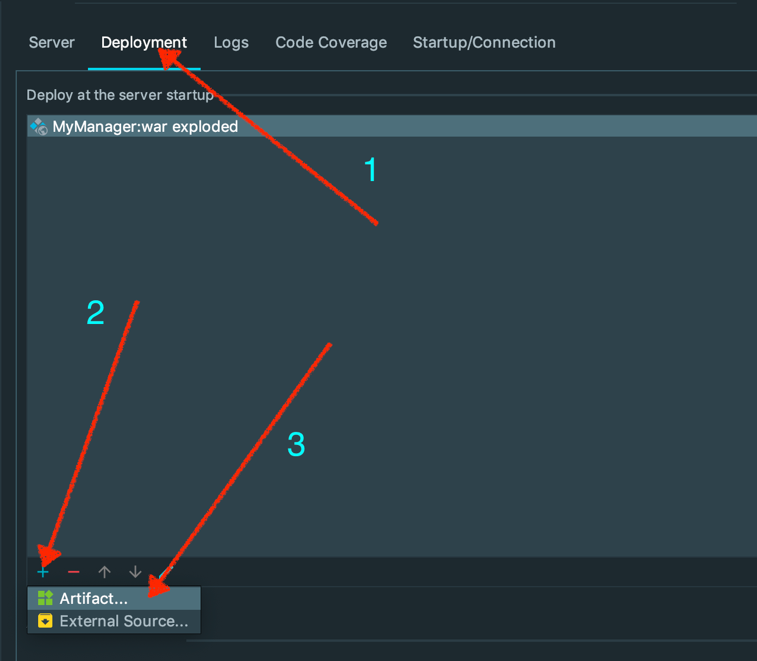 Server Deployment Logs Code Coverage Startup/Connection
Deploy at the server startup
MyManager:war exploded
1
2
3
Artifact...
External Source...